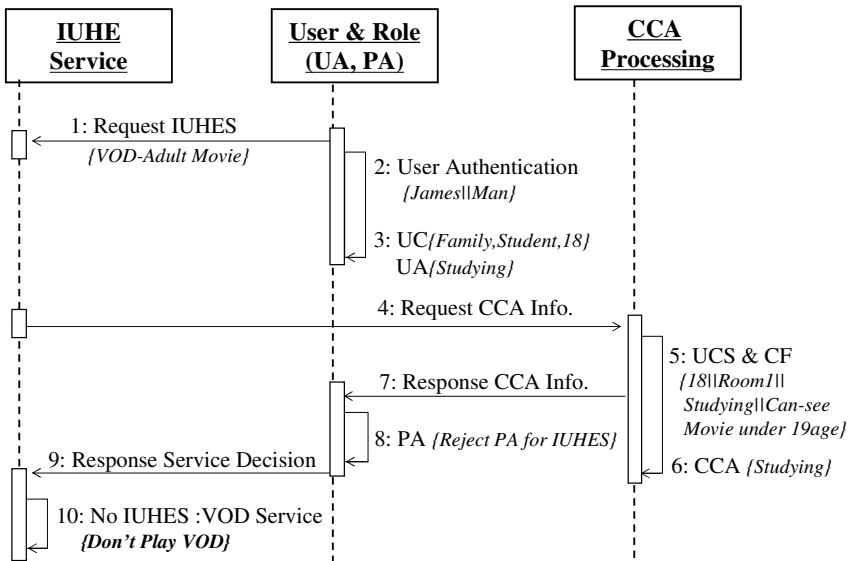 IUHE
Service
User & Role
(UA, PA)
CCA
Processing
1: Request IUHES
{VOD-Adult Movie}
2: User Authentication
{James||Man}
3: UC{Family,Student,18}
UA{Studying}
4: Request CCA Info.
5: UCS & CF
{18||Room1||
Studying||Can-see
Movie under 19age}
6: CCA {Studying}
7: Response CCA Info.
8: PA {Reject PA for IUHES}
9: Response Service Decision
10: No IUHES :VOD Service
{Don't Play VOD}